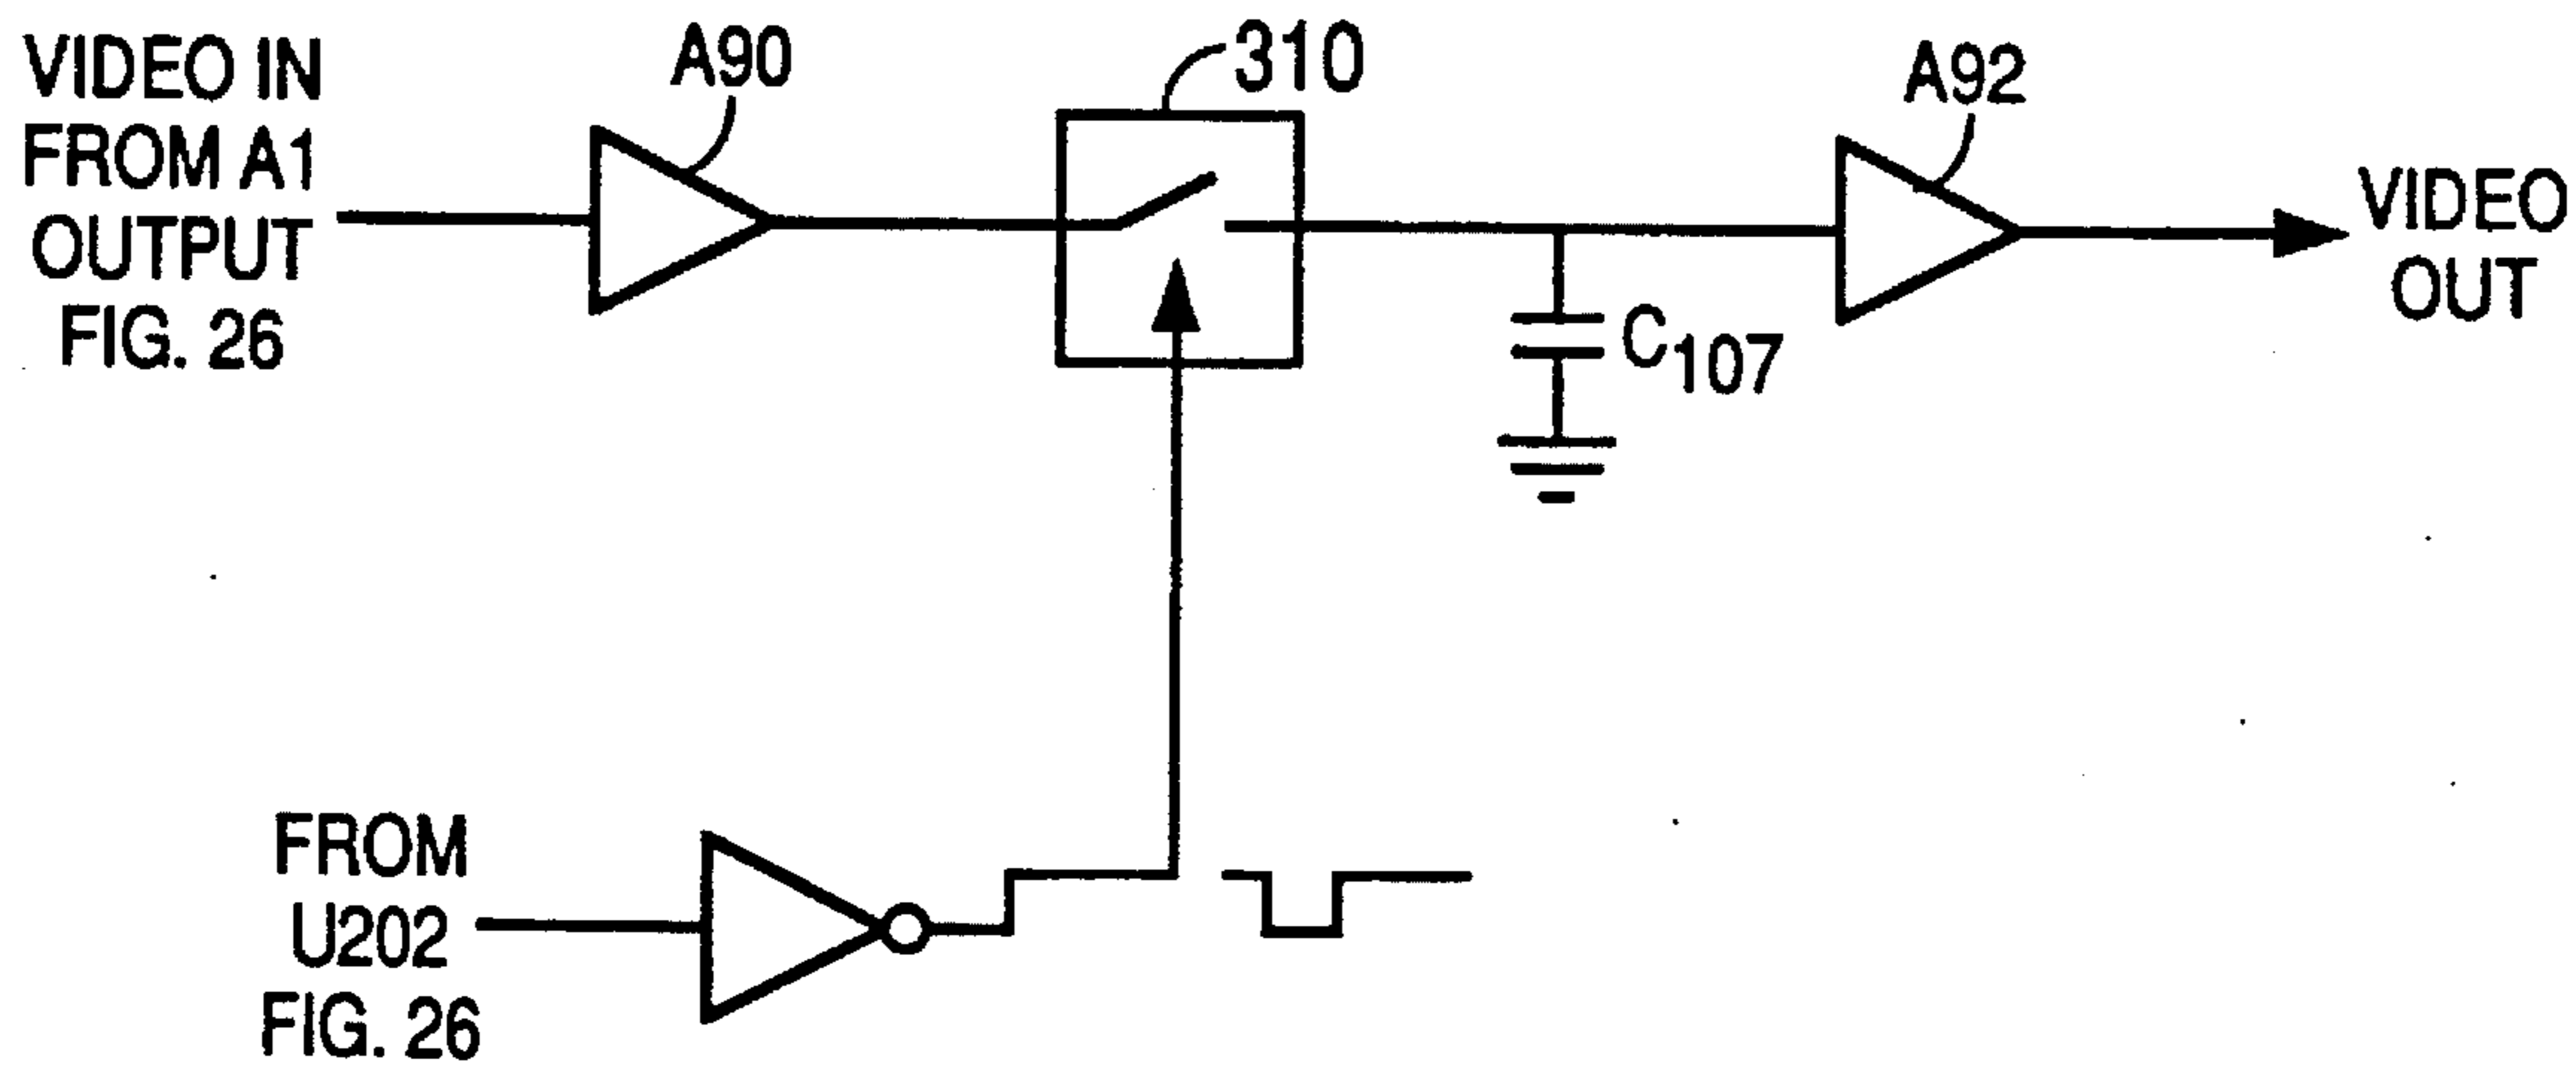 VIDEO IN
FROM A1
OUTPUT
FIG. 26
A90
310
A92
VIDEO
OUT
C107
FROM
U202
FIG. 26